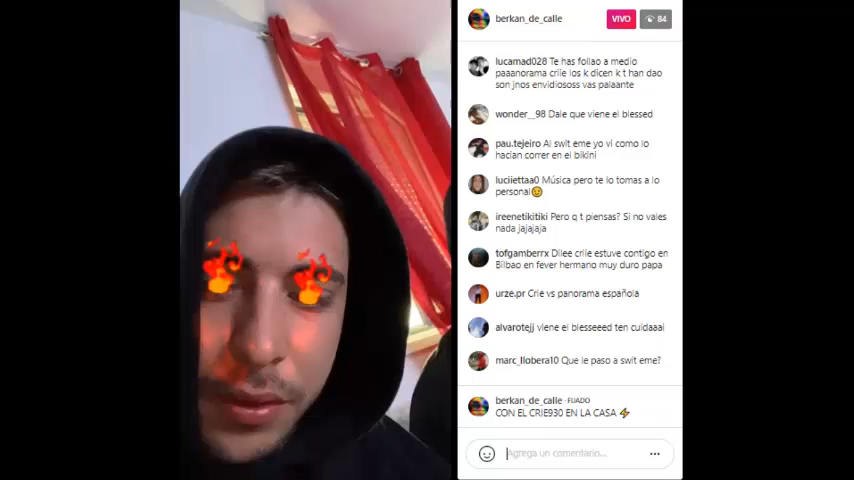 berkan_de_calle
VIVO
84
lucamad028 Te has follao a medio
paaanorama criie los k dicen k t han dao
son jnos envidiososs vas palaante
wonder__98 Dale que viene el blessed
pau.tejeiro Al swit eme yo vi como lo
hacian correr en el bikini
luciiettaa0 Música pero te lo tomas a lo
personal😉
ireenetikitiki Pero q t piensas? Si no vales
nada jajajaja
tofgamberrx DIlee criie estuve contigo en
Bilbao en fever hermano muy duro papa
urze.pr Crie vs panorama española
alvarotejj viene el blesseeed ten cuidaaal
marc_llobera10 Que le paso a swit eme?
berkan_de_calle · FIJADO
CON EL CRIE930 EN LA CASA ⚡
Agrega un comentario...